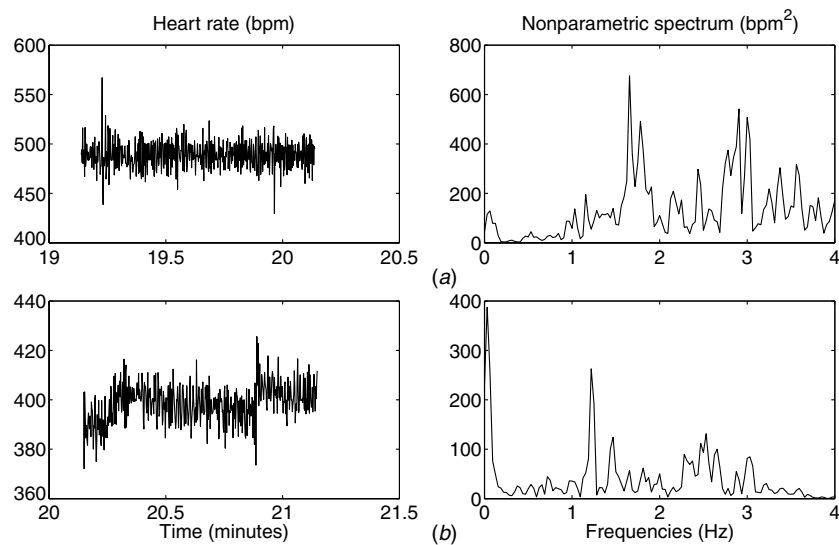 Heart rate (bpm)
600
550
500
450
400
19 19.5 20 20.5
Nonparametric spectrum (bpm²)
800
600
400
200
0
0 1 2 3 4
(a)
440
420
400
380
360
20 20.5 21 21.5
Time (minutes)
400
300
200
100
0
0 1 2 3 4
Frequencies (Hz)
(b)